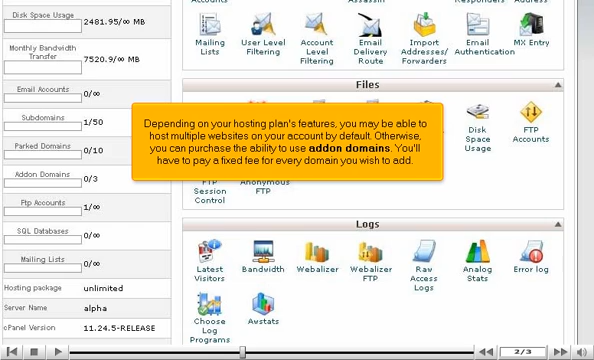 Accounts
Assassin
Responders
Address
Disk Space Usage
2481.95/∞ MB
Monthly Bandwidth
Transfer
7520.9/∞ MB
Email Accounts
0/∞
Subdomains
1/50
Parked Domains
0/10
Addon Domains
0/3
Ftp Accounts
1/∞
SQL Databases
0/∞
Mailing Lists
0/∞
Hosting package
unlimited
Server Name
alpha
cPanel Version
11.24.5-RELEASE
Mailing
Lists
User Level
Filtering
Account
Level
Filtering
Email
Delivery
Route
Import
Addresses/
Forwarders
Email
Authentication
MX Entry
Files
Depending on your hosting plan's features, you may be able to
host multiple websites on your account by default. Otherwise,
you can purchase the ability to use addon domains. You'll
have to pay a fixed fee for every domain you wish to add.
Disk
Space
Usage
FTP
Accounts
FTP
Session
Control
Anonymous
FTP
Logs
Latest
Visitors
Bandwidth
Webalizer
Webalizer
FTP
Raw
Access
Logs
Analog
Stats
Error log
Choose
Log
Programs
Awstats
2/3